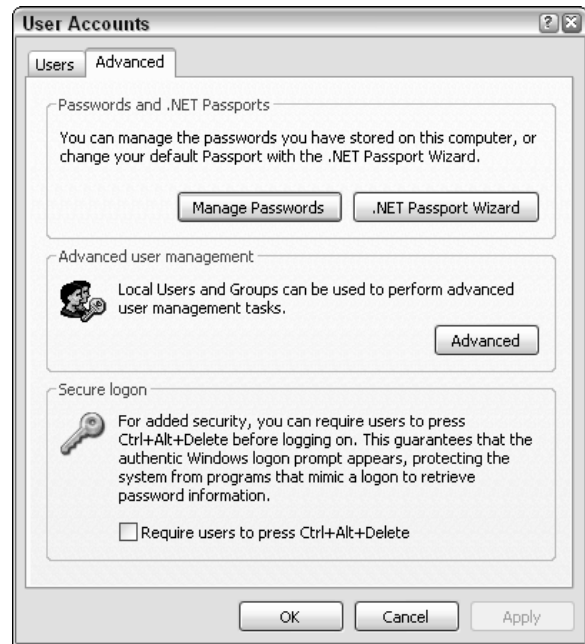 User Accounts
Users
Advanced
Passwords and .NET Passports
You can manage the passwords you have stored on this computer, or
change your default Passport with the .NET Passport Wizard.
Manage Passwords
.NET Passport Wizard
Advanced user management
Local Users and Groups can be used to perform advanced
user management tasks.
Advanced
Secure logon
For added security, you can require users to press
Ctrl+Alt+Delete before logging on. This guarantees that the
authentic Windows logon prompt appears, protecting the
system from programs that mimic a logon to retrieve
password information.
Require users to press Ctrl+Alt+Delete
OK
Cancel
Apply